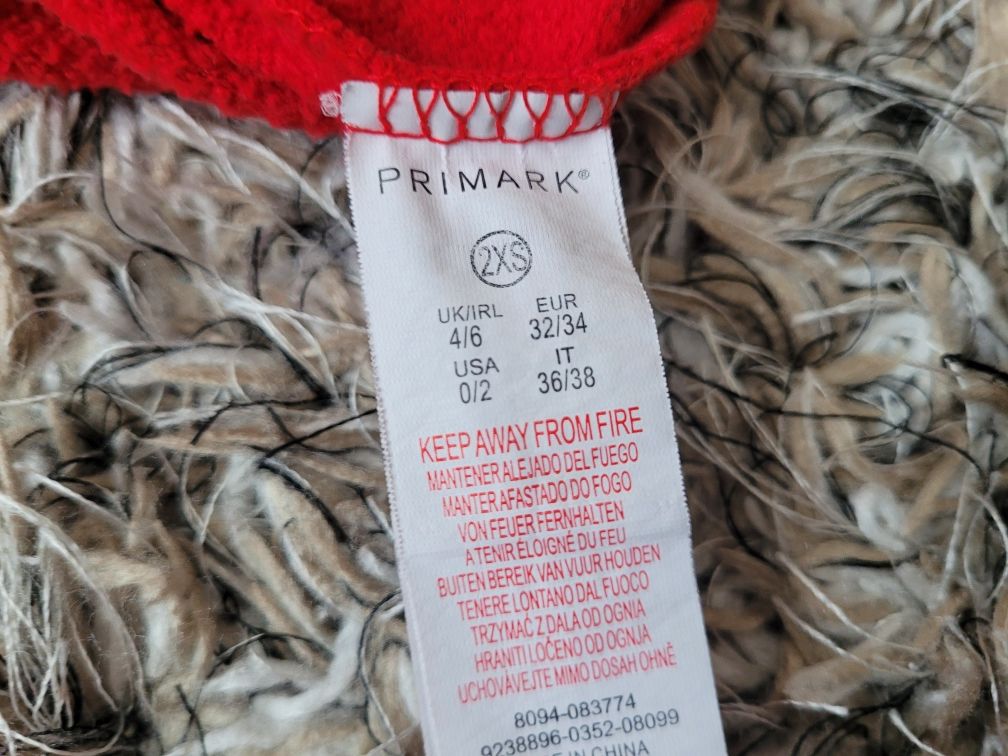 PRIMARK®
2XS
UK/IRL EUR
4/6 32/34
USA IT
0/2 36/38
KEEP AWAY FROM FIRE
MANTENER ALEJADO DEL FUEGO
MANTER AFASTADO DO FOGO
VON FEUER FERNHALTEN
A TENIR ÉLOIGNÉ DU FEU
BUITEN BEREIK VAN VUUR HOUDEN
TENERE LONTANO DAL FUOCO
TRZYMAĆ Z DALA OD OGNIA
HRANITI LOČENO OD OGNJA
UCHOVÁVEJTE MIMO DOSAH OHNĚ
8094-083774
9238896-0352-08099
IN CHINA